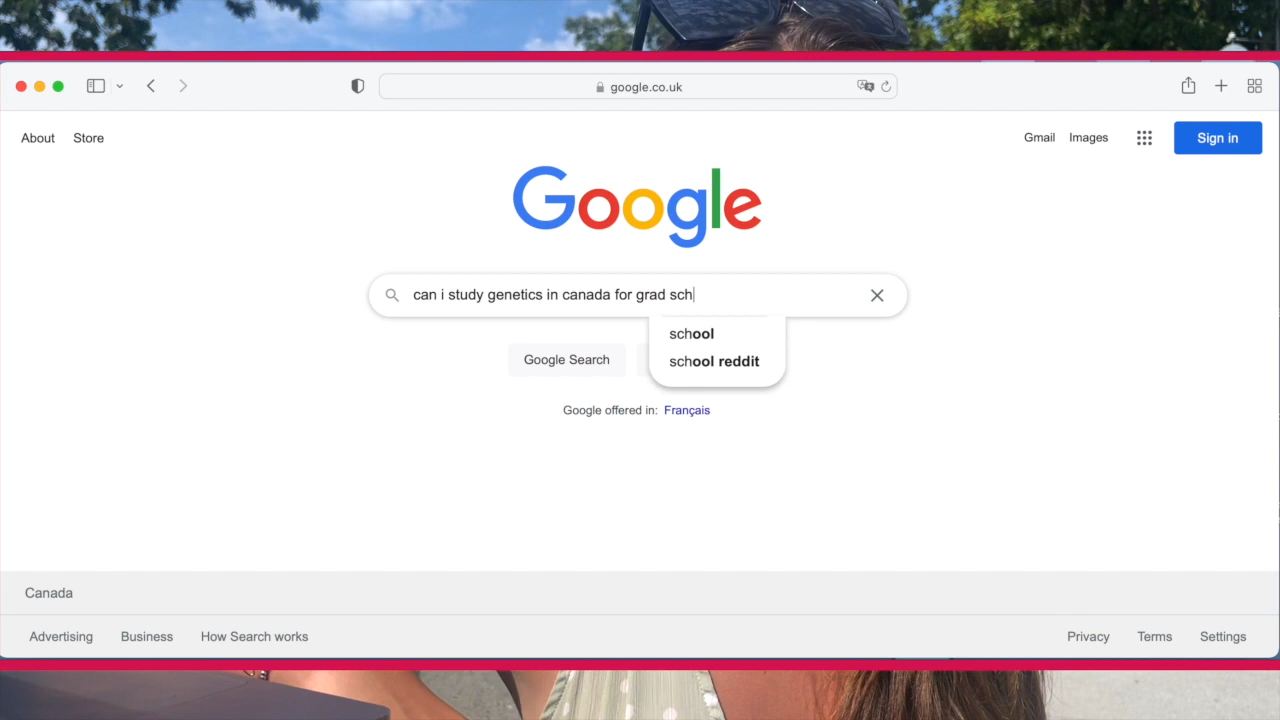 google.co.uk
About Store
Gmail Images
Sign in
Google
can i study genetics in canada for grad sch
school
school reddit
Google Search
Google offered in: Français
Canada
Advertising Business How Search works
Privacy Terms Settings